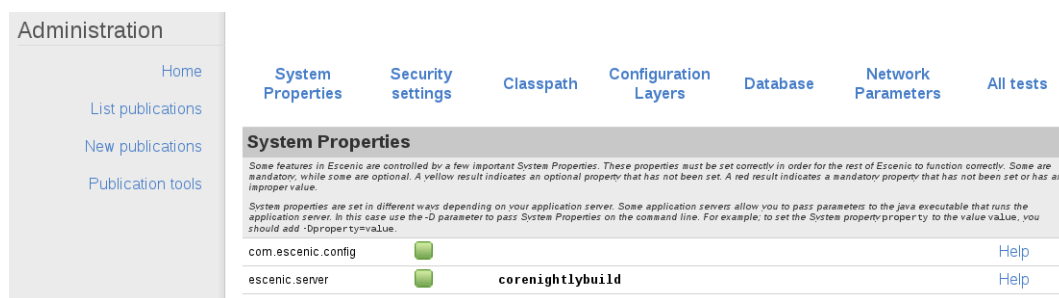 Administration
Home
List publications
New publications
Publication tools
System Properties
Security settings
Classpath
Configuration Layers
Database
Network Parameters
All tests
System Properties
Some features in Escenic are controlled by a few important System Properties. These properties must be set correctly in order for the rest of Escenic to function correctly. Some are
mandatory, while some are optional. A yellow result indicates an optional property that has not been set. A red result indicates a mandatory property that has not been set or has an
improper value.
System properties are set in different ways depending on your application server. Some application servers allow you to pass parameters to the java executable that runs the
application server. In this case use the -D parameter to pass System Properties on the command line. For example; to set the System property property to the value value, you
should add -Dproperty=value.
com.escenic.config Help
escenic.server corenightlybuild Help